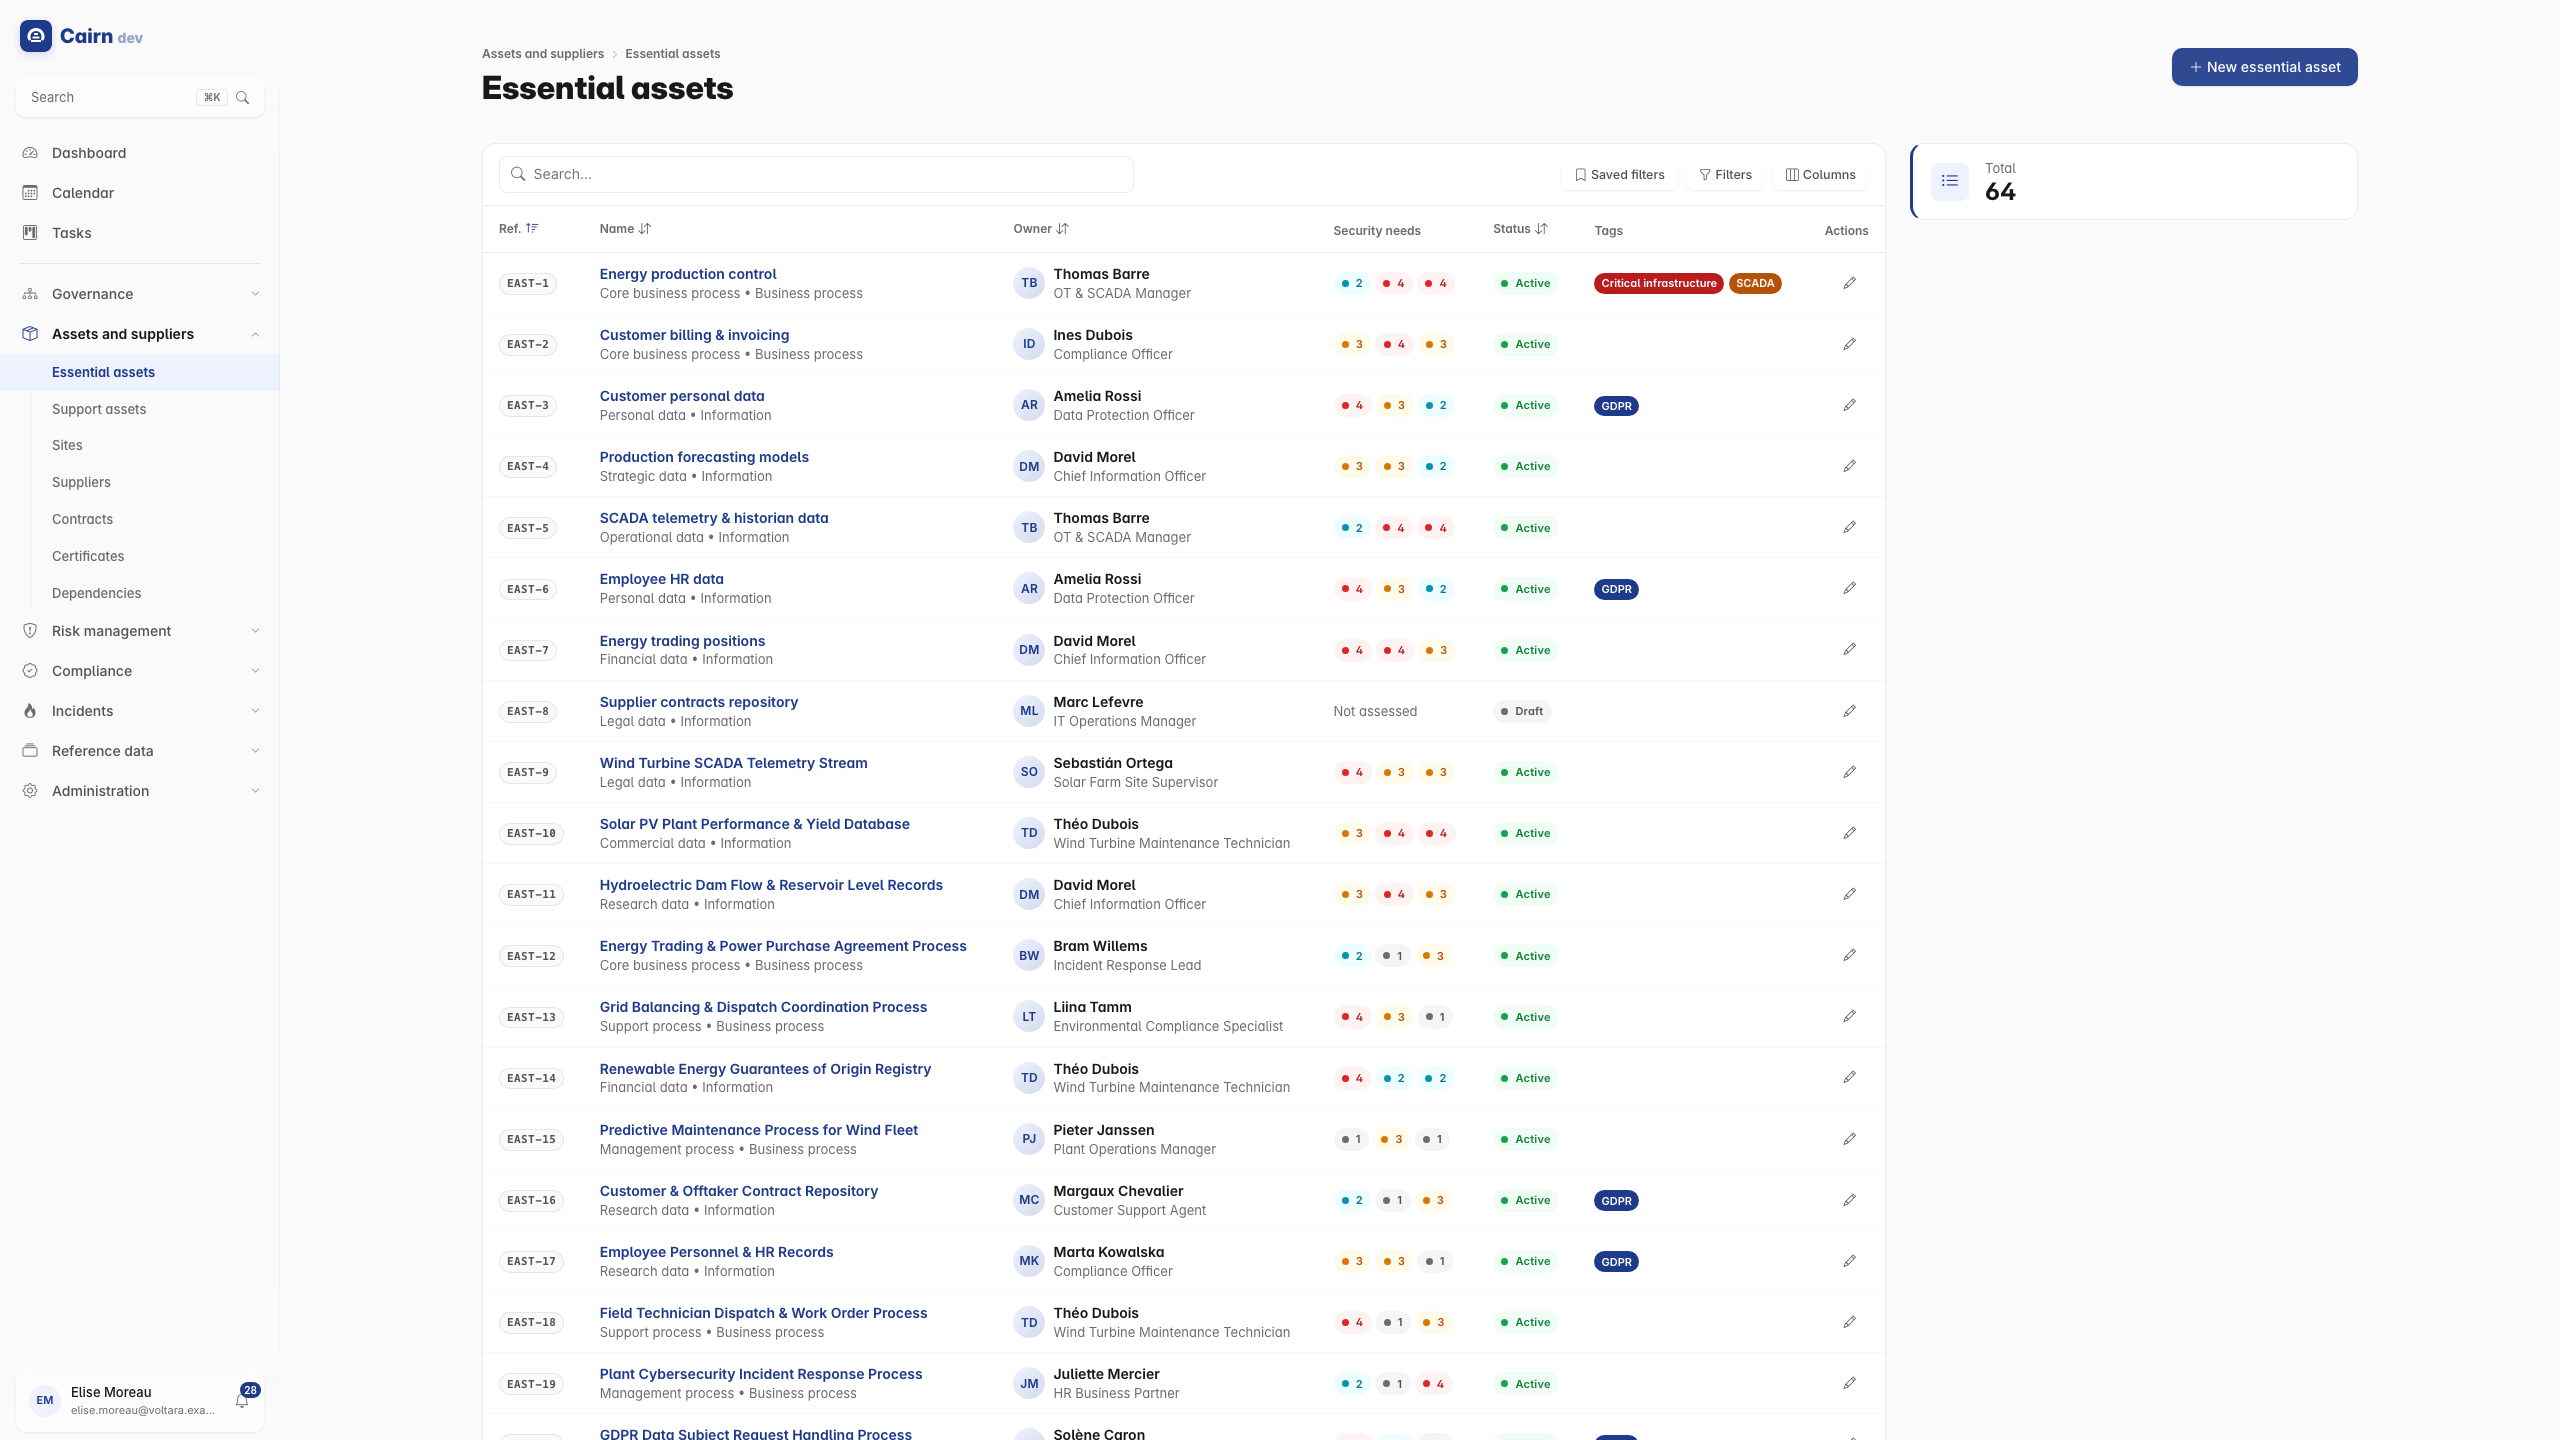 Cairn dev
Search ⌘K
Dashboard
Calendar
Tasks
Governance
Assets and suppliers
Essential assets
Support assets
Sites
Suppliers
Contracts
Certificates
Dependencies
Risk management
Compliance
Incidents
Reference data
Administration
EM Elise Moreau 28
elise.moreau@voltara.exa...
Assets and suppliers > Essential assets
Essential assets
+ New essential asset
Search...
Saved filters Filters Columns
Total
64
Ref. Name Owner Security needs Status Tags Actions
EAST-1 Energy production control TB Thomas Barre 2 4 4 Active Critical infrastructure SCADA
Core business process • Business process OT & SCADA Manager
EAST-2 Customer billing & invoicing ID Ines Dubois 3 4 3 Active
Core business process • Business process Compliance Officer
EAST-3 Customer personal data AR Amelia Rossi 4 3 2 Active GDPR
Personal data • Information Data Protection Officer
EAST-4 Production forecasting models DM David Morel 3 3 2 Active
Strategic data • Information Chief Information Officer
EAST-5 SCADA telemetry & historian data TB Thomas Barre 2 4 4 Active
Operational data • Information OT & SCADA Manager
EAST-6 Employee HR data AR Amelia Rossi 4 3 2 Active GDPR
Personal data • Information Data Protection Officer
EAST-7 Energy trading positions DM David Morel 4 4 3 Active
Financial data • Information Chief Information Officer
EAST-8 Supplier contracts repository ML Marc Lefevre Not assessed Draft
Legal data • Information IT Operations Manager
EAST-9 Wind Turbine SCADA Telemetry Stream SO Sebastián Ortega 4 3 3 Active
Legal data • Information Solar Farm Site Supervisor
EAST-10 Solar PV Plant Performance & Yield Database TD Théo Dubois 3 4 4 Active
Commercial data • Information Wind Turbine Maintenance Technician
EAST-11 Hydroelectric Dam Flow & Reservoir Level Records DM David Morel 3 4 3 Active
Research data • Information Chief Information Officer
EAST-12 Energy Trading & Power Purchase Agreement Process BW Bram Willems 2 1 3 Active
Core business process • Business process Incident Response Lead
EAST-13 Grid Balancing & Dispatch Coordination Process LT Liina Tamm 4 3 1 Active
Support process • Business process Environmental Compliance Specialist
EAST-14 Renewable Energy Guarantees of Origin Registry TD Théo Dubois 4 2 2 Active
Financial data • Information Wind Turbine Maintenance Technician
EAST-15 Predictive Maintenance Process for Wind Fleet PJ Pieter Janssen 1 3 1 Active
Management process • Business process Plant Operations Manager
EAST-16 Customer & Offtaker Contract Repository MC Margaux Chevalier 2 1 3 Active GDPR
Research data • Information Customer Support Agent
EAST-17 Employee Personnel & HR Records MK Marta Kowalska 3 3 1 Active GDPR
Research data • Information Compliance Officer
EAST-18 Field Technician Dispatch & Work Order Process TD Théo Dubois 4 1 3 Active
Support process • Business process Wind Turbine Maintenance Technician
EAST-19 Plant Cybersecurity Incident Response Process JM Juliette Mercier 2 1 4 Active
Management process • Business process HR Business Partner
GDPR Data Subject Request Handling Process Solène Caron